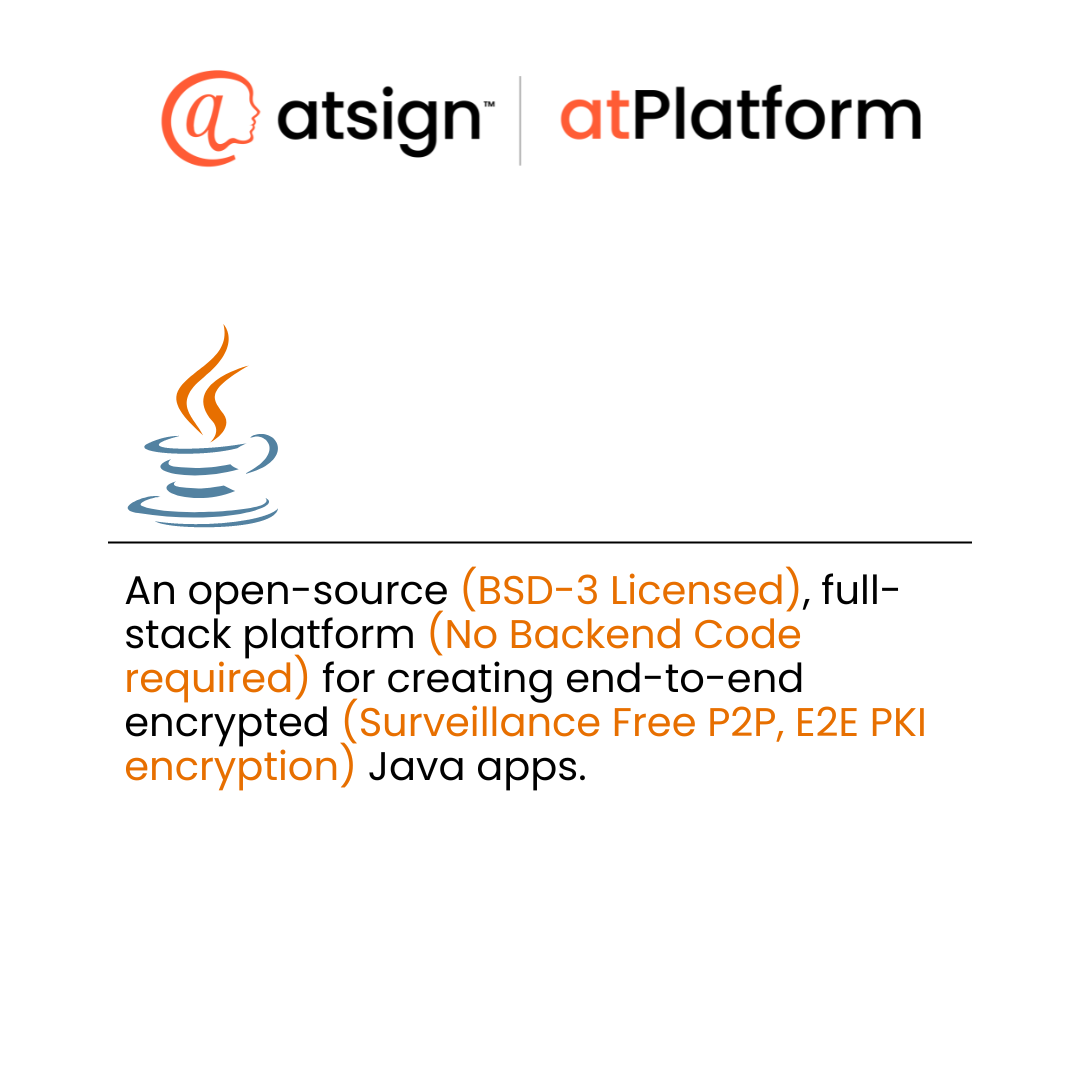 @ atsign™ | atPlatform
An open-source (BSD-3 Licensed), full-
stack platform (No Backend Code
required) for creating end-to-end
encrypted (Surveillance Free P2P, E2E PKI
encryption) Java apps.